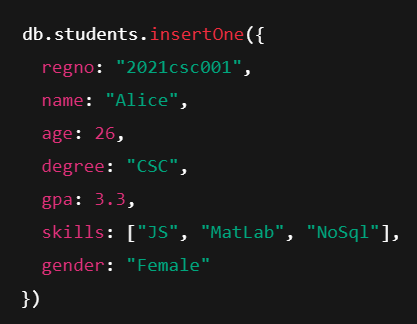 db.students.insertOne({
  regno: "2021csc001",
  name: "Alice",
  age: 26,
  degree: "CSC",
  gpa: 3.3,
  skills: ["JS", "MatLab", "NoSql"],
  gender: "Female"
})